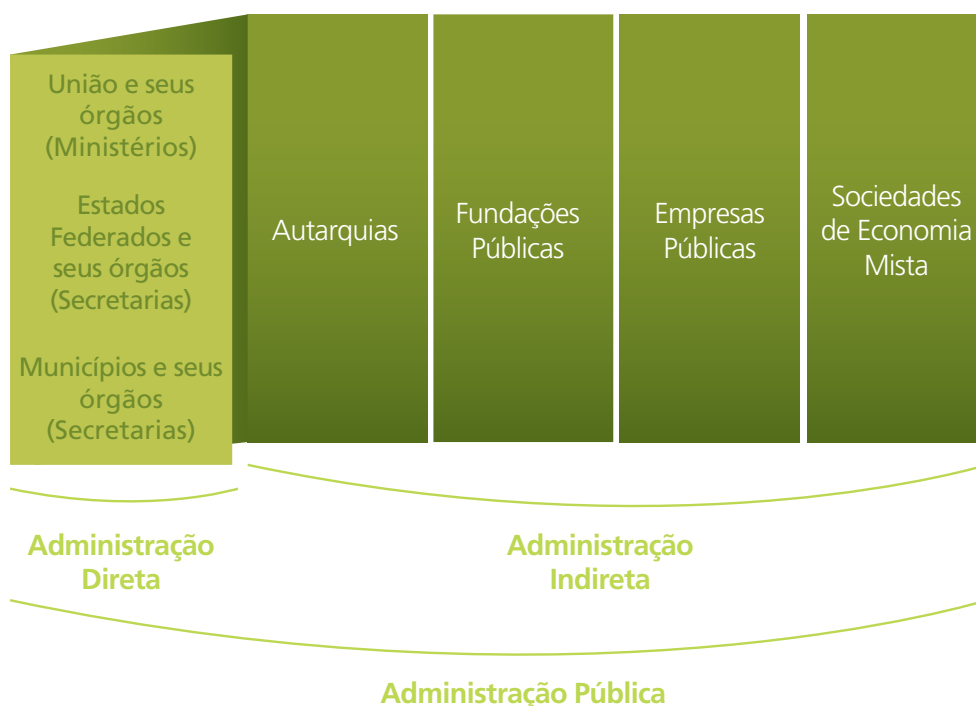 União e seus
órgãos
(Ministérios)
Estados
Federados e
seus órgãos
(Secretarias)
Municípios e seus
órgãos
(Secretarias)
Autarquias
Fundações
Públicas
Empresas
Públicas
Sociedades
de Economia
Mista
Administração
Direta
Administração
Indireta
Administração Pública